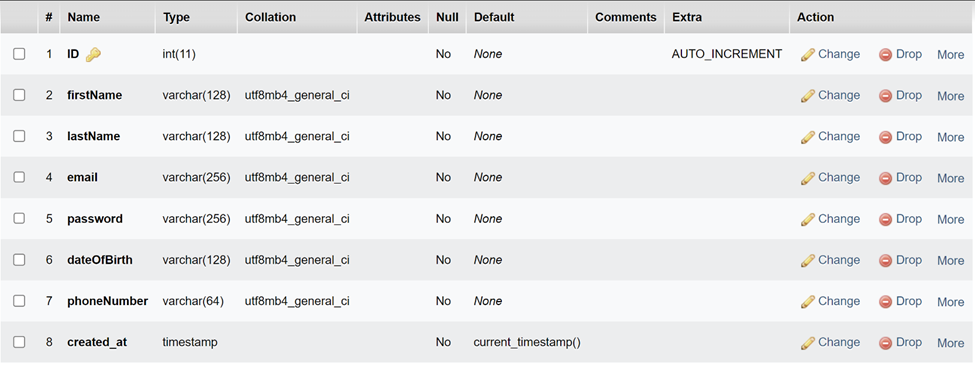 # Name Type Collation Attributes Null Default Comments Extra Action
1 ID int(11) No None AUTO_INCREMENT Change Drop More
2 firstName varchar(128) utf8mb4_general_ci No None Change Drop More
3 lastName varchar(128) utf8mb4_general_ci No None Change Drop More
4 email varchar(256) utf8mb4_general_ci No None Change Drop More
5 password varchar(256) utf8mb4_general_ci No None Change Drop More
6 dateOfBirth varchar(128) utf8mb4_general_ci No None Change Drop More
7 phoneNumber varchar(64) utf8mb4_general_ci No None Change Drop More
8 created_at timestamp No current_timestamp() Change Drop More